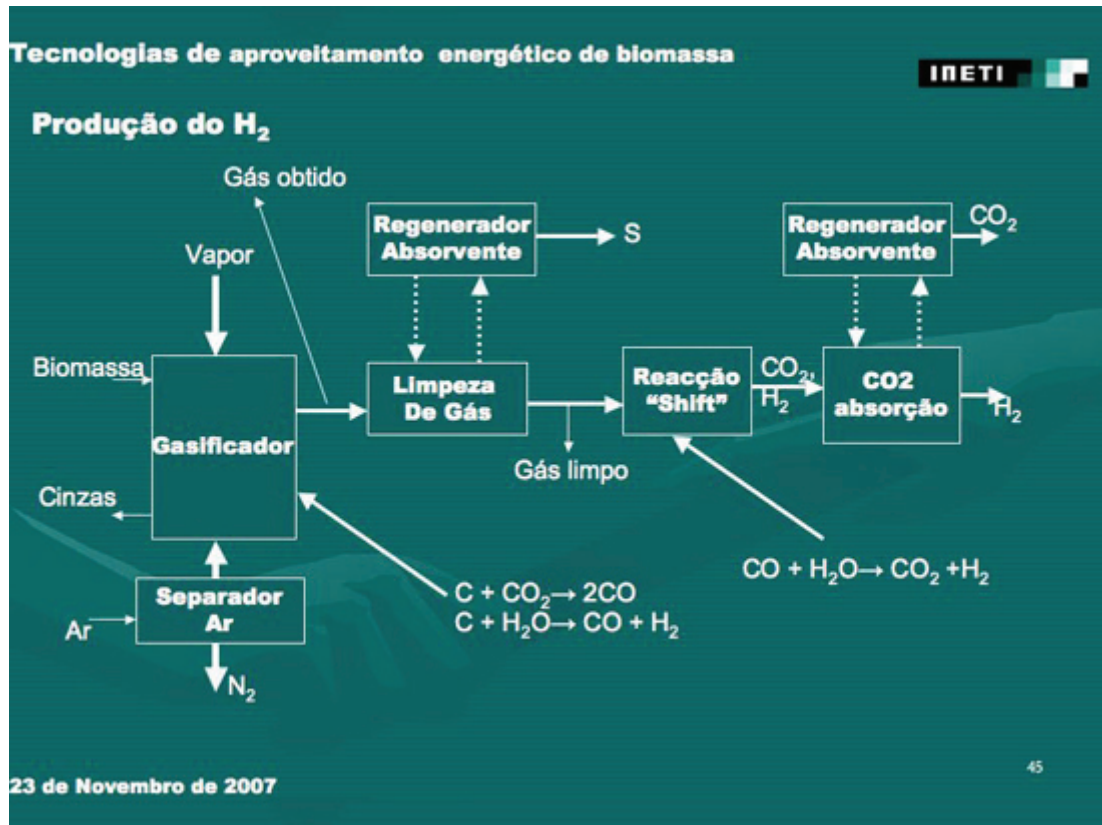 Tecnologias de aproveitamento energético de biomassa
INETI
Produção do H₂
Gás obtido
Regenerador
Absorvente
S
Regenerador
Absorvente
CO₂
Vapor
Biomassa
Gasificador
Limpeza
De Gás
Reacção
“Shift”
CO₂,
H₂
CO2
absorção
H₂
Gás limpo
Cinzas
CO + H₂O→ CO₂ +H₂
C + CO₂→ 2CO
C + H₂O→ CO + H₂
Separador
Ar
Ar
N₂
45
23 de Novembro de 2007